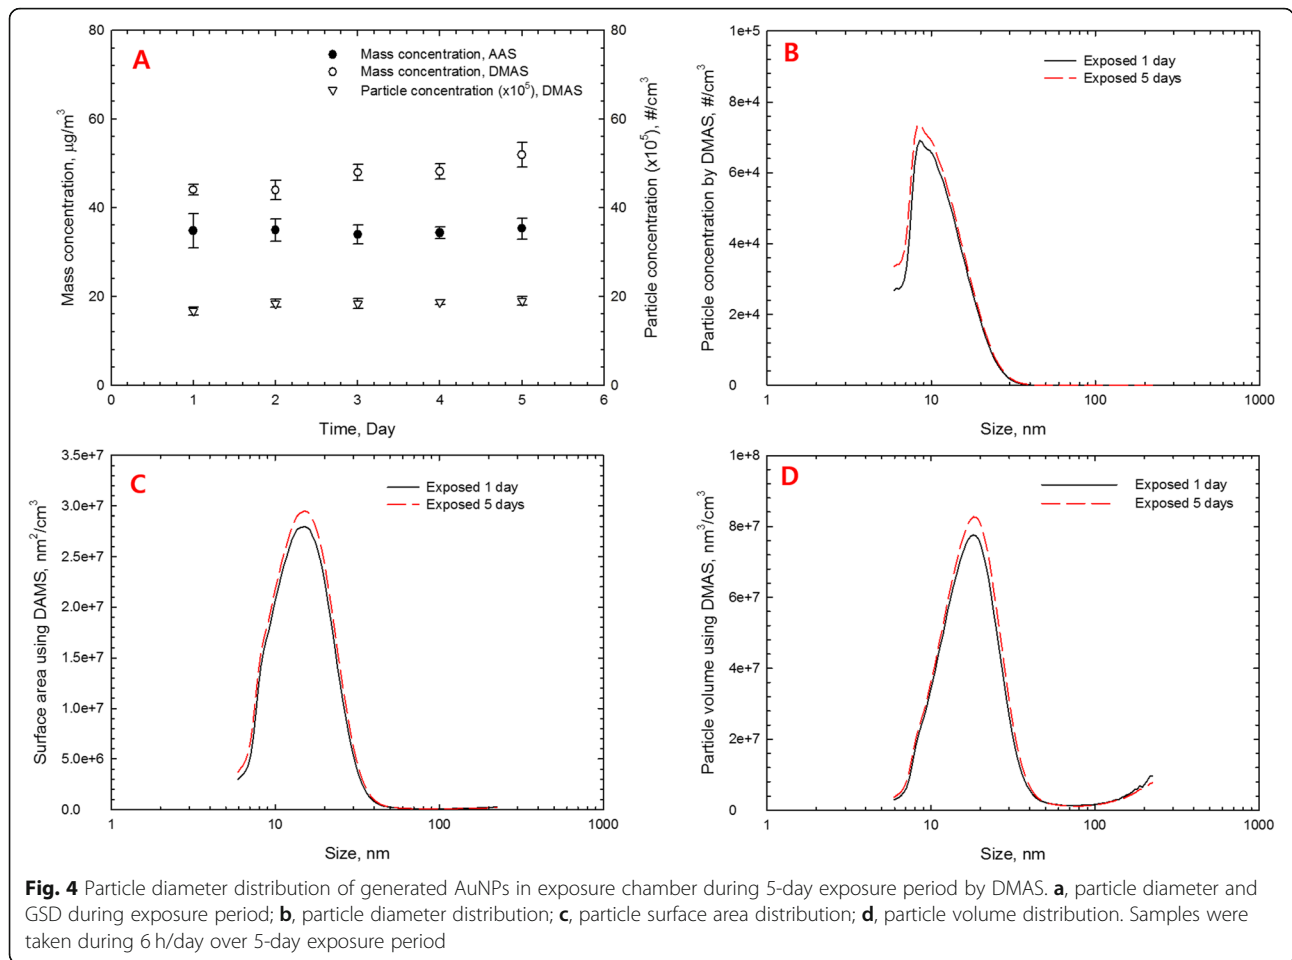 A
80
60
40
20
0
Mass concentration, µg/m³
Mass concentration, AAS
Mass concentration, DMAS
Particle concentration (x10⁵), DMAS
80
60
40
20
0
Particle concentration (x10⁵), #/cm³
0 1 2 3 4 5 6
Time, Day
B
1e+5
8e+4
6e+4
4e+4
2e+4
0
Particle concentration by DMAS, #/cm³
Exposed 1 day
Exposed 5 days
1 10 100 1000
Size, nm
C
3.5e+7
3.0e+7
2.5e+7
2.0e+7
1.5e+7
1.0e+7
5.0e+6
0.0
Surface area using DAMS, nm²/cm³
Exposed 1 day
Exposed 5 days
1 10 100 1000
Size, nm
D
1e+8
8e+7
6e+7
4e+7
2e+7
0
Particle volume using DMAS, nm³/cm³
Exposed 1 day
Exposed 5 days
1 10 100 1000
Size, nm
Fig. 4 Particle diameter distribution of generated AuNPs in exposure chamber during 5-day exposure period by DMAS. a, particle diameter and
GSD during exposure period; b, particle diameter distribution; c, particle surface area distribution; d, particle volume distribution. Samples were
taken during 6 h/day over 5-day exposure period